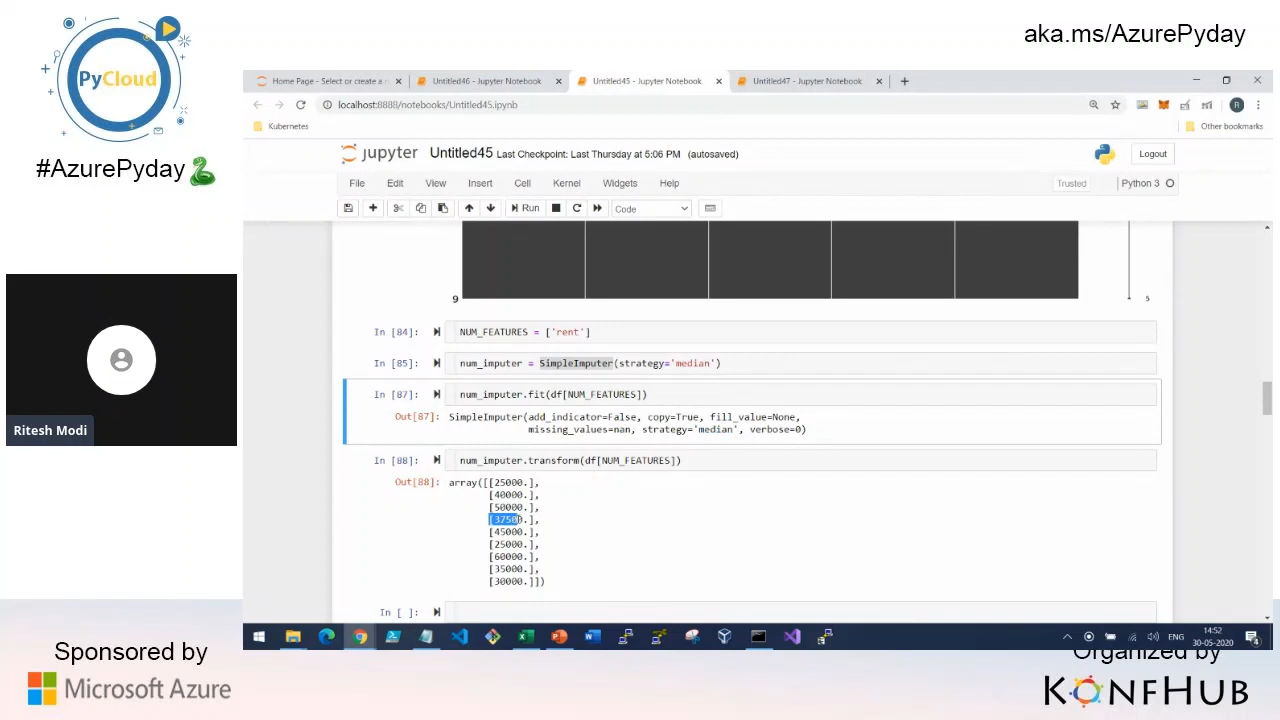 PyCloud
#AzurePyday
aka.ms/AzurePyday
Home Page - Select or create a
Untitled46 - Jupyter Notebook
Untitled45 - Jupyter Notebook
Untitled47 - Jupyter Notebook
localhost:8888/notebooks/Untitled45.ipynb
R
Kubernetes
Other bookmarks
jupyter Untitled45 Last Checkpoint: Last Thursday at 5:06 PM (autosaved)
Logout
File Edit View Insert Cell Kernel Widgets Help
Trusted
Python 3
Run
Code
9
5
In [84]: NUM_FEATURES = ['rent']
In [85]: num_imputer = SimpleImputer(strategy='median')
In [87]: num_imputer.fit(df[NUM_FEATURES])
Out[87]: SimpleImputer(add_indicator=False, copy=True, fill_value=None,
missing_values=nan, strategy='median', verbose=0)
In [88]: num_imputer.transform(df[NUM_FEATURES])
Out[88]: array([[25000.],
[40000.],
[50000.],
[37500.],
[45000.],
[25000.],
[60000.],
[35000.],
[30000.]])
In [ ]:
ENG
14:52
30-05-2020
Ritesh Modi
Sponsored by
Microsoft Azure
Organized by
KONFHUB